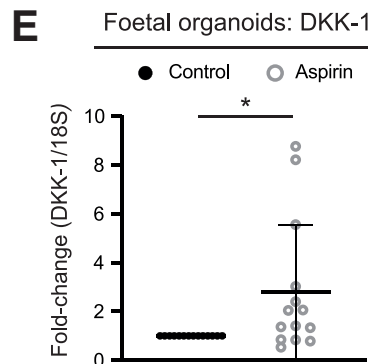 E
Foetal organoids: DKK-1
Control
Aspirin
*
Fold-change (DKK-1/18S)
10
8
6
4
2
0